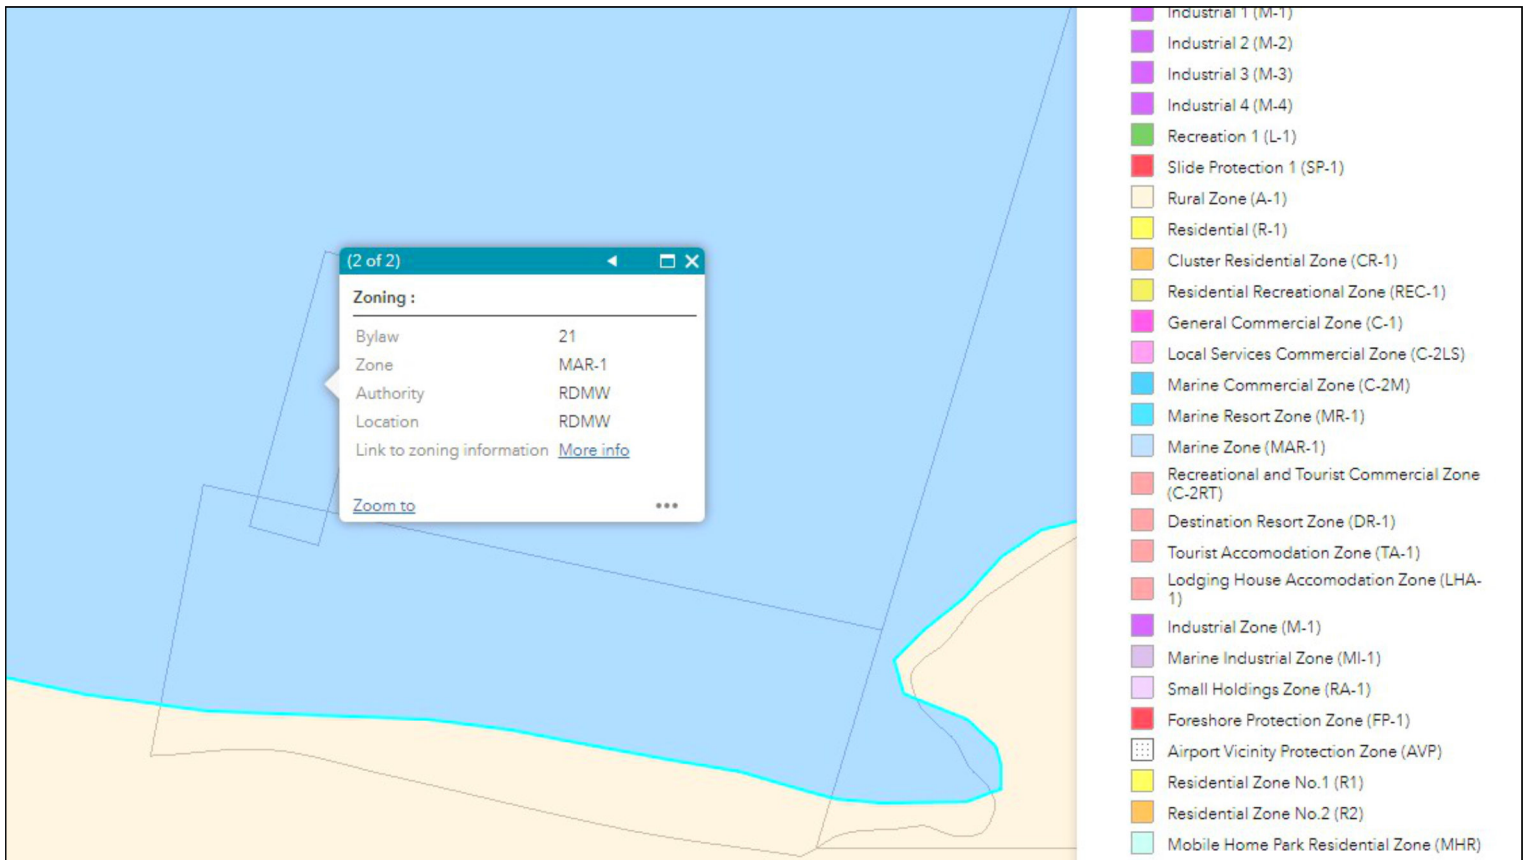 (2 of 2)
Zoning :
Bylaw 21
Zone MAR-1
Authority RDMW
Location RDMW
Link to zoning information More info
Zoom to
Industrial 1 (M-1)
Industrial 2 (M-2)
Industrial 3 (M-3)
Industrial 4 (M-4)
Recreation 1 (L-1)
Slide Protection 1 (SP-1)
Rural Zone (A-1)
Residential (R-1)
Cluster Residential Zone (CR-1)
Residential Recreational Zone (REC-1)
General Commercial Zone (C-1)
Local Services Commercial Zone (C-2LS)
Marine Commercial Zone (C-2M)
Marine Resort Zone (MR-1)
Marine Zone (MAR-1)
Recreational and Tourist Commercial Zone
(C-2RT)
Destination Resort Zone (DR-1)
Tourist Accomodation Zone (TA-1)
Lodging House Accomodation Zone (LHA-
1)
Industrial Zone (M-1)
Marine Industrial Zone (MI-1)
Small Holdings Zone (RA-1)
Foreshore Protection Zone (FP-1)
Airport Vicinity Protection Zone (AVP)
Residential Zone No.1 (R1)
Residential Zone No.2 (R2)
Mobile Home Park Residential Zone (MHR)